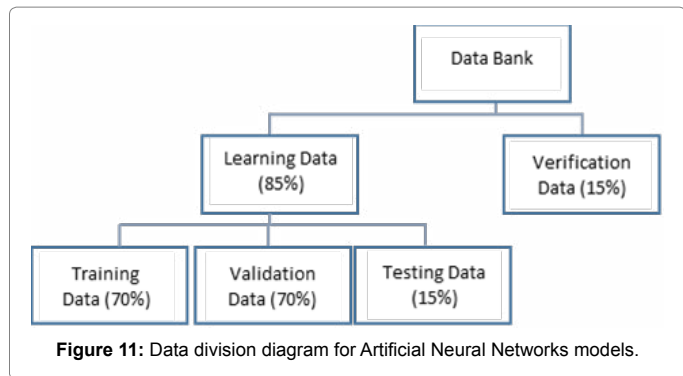 Data Bank
Learning Data
(85%)
Verification
Data (15%)
Training
Data (70%)
Validation
Data (70%)
Testing Data
(15%)
Figure 11: Data division diagram for Artificial Neural Networks models.